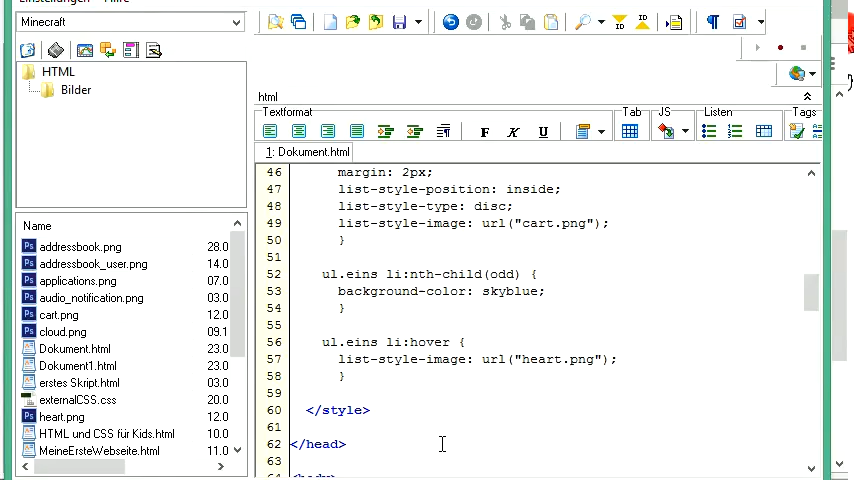 Einstellungen Hilfe
Minecraft
HTML
Bilder
html
Textformat
Tab
JS
Listen
Tags
F K U
1: Dokument.html
Name
addressbook.png 28.0
addressbook_user.png 14.0
applications.png 07.0
audio_notification.png 03.0
cart.png 12.0
cloud.png 09.1
Dokument.html 23.0
Dokument1.html 23.0
erstes Skript.html 03.0
externalCSS.css 20.0
heart.png 12.0
HTML und CSS für Kids.html 10.0
MeineErsteWebseite.html 11.0
46 margin: 2px;
47 list-style-position: inside;
48 list-style-type: disc;
49 list-style-image: url("cart.png");
50 }
51
52 ul.eins li:nth-child(odd) {
53 background-color: skyblue;
54 }
55
56 ul.eins li:hover {
57 list-style-image: url("heart.png");
58 }
59
60 </style>
61
62 </head>
63
64 <body>